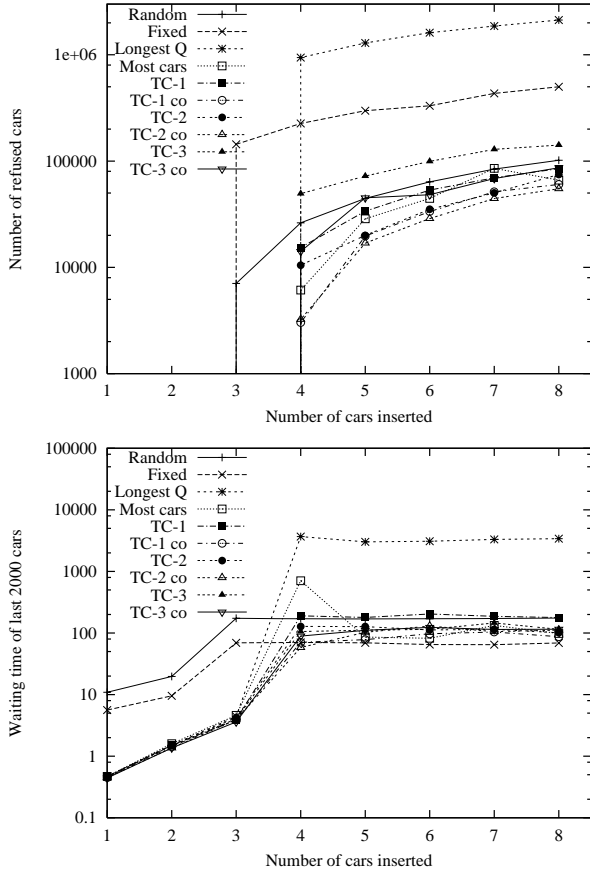 Number of refused cars
1e+06
100000
10000
1000
Random
Fixed
Longest Q
Most cars
TC-1
TC-1 co
TC-2
TC-2 co
TC-3
TC-3 co
1 2 3 4 5 6 7 8
Number of cars inserted
Waiting time of last 2000 cars
100000
10000
1000
100
10
1
0.1
Random
Fixed
Longest Q
Most cars
TC-1
TC-1 co
TC-2
TC-2 co
TC-3
TC-3 co
1 2 3 4 5 6 7 8
Number of cars inserted